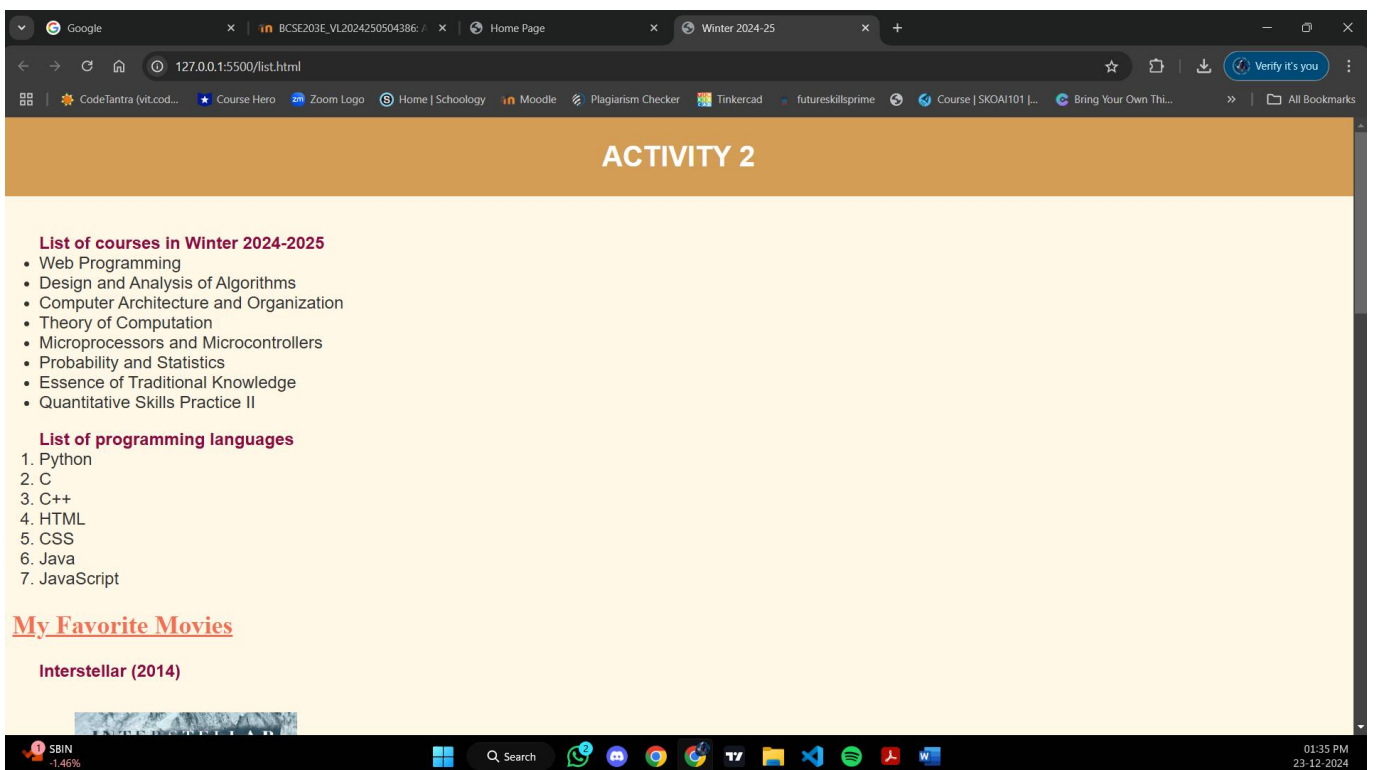 Google
BCSE203E_VL2024250504386: A
Home Page
Winter 2024-25
127.0.0.1:5500/list.html
Verify it's you
CodeTantra (vit.cod...
Course Hero
zm Zoom Logo
S Home | Schoology
Moodle
Plagiarism Checker
Tinkercad
futureskillsprime
Course | SKOAI101 |...
Bring Your Own Thi...
All Bookmarks
ACTIVITY 2
List of courses in Winter 2024-2025
• Web Programming
• Design and Analysis of Algorithms
• Computer Architecture and Organization
• Theory of Computation
• Microprocessors and Microcontrollers
• Probability and Statistics
• Essence of Traditional Knowledge
• Quantitative Skills Practice II
List of programming languages
1. Python
2. C
3. C++
4. HTML
5. CSS
6. Java
7. JavaScript
My Favorite Movies
Interstellar (2014)
INTERSTELLAR
1
SBIN
-1.46%
Search
2
01:35 PM
23-12-2024